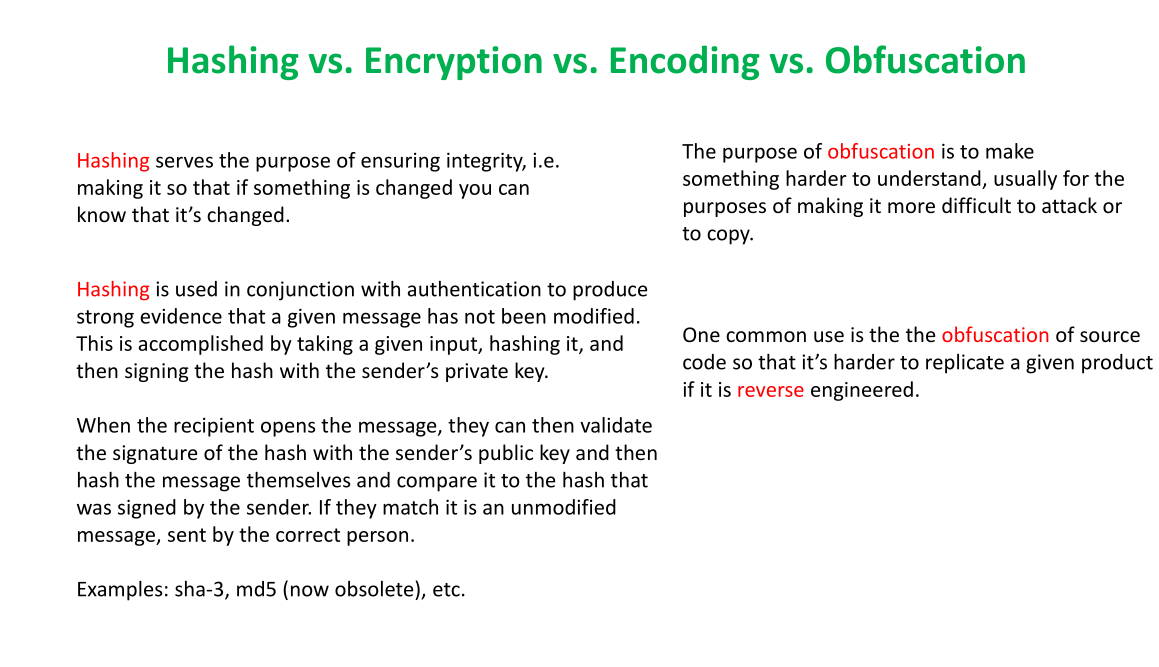 Hashing vs. Encryption vs. Encoding vs. Obfuscation
Hashing serves the purpose of ensuring integrity, i.e.
making it so that if something is changed you can
know that it’s changed.
Hashing is used in conjunction with authentication to produce
strong evidence that a given message has not been modified.
This is accomplished by taking a given input, hashing it, and
then signing the hash with the sender’s private key.
When the recipient opens the message, they can then validate
the signature of the hash with the sender’s public key and then
hash the message themselves and compare it to the hash that
was signed by the sender. If they match it is an unmodified
message, sent by the correct person.
Examples: sha-3, md5 (now obsolete), etc.
The purpose of obfuscation is to make
something harder to understand, usually for the
purposes of making it more difficult to attack or
to copy.
One common use is the the obfuscation of source
code so that it’s harder to replicate a given product
if it is reverse engineered.